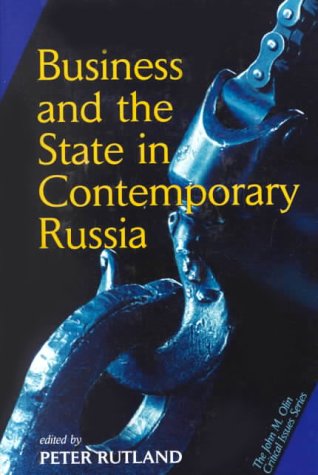 Business
and the
State in
Contemporary
Russia
edited by
PETER RUTLAND
The John M. Olin
Critical Issues Series